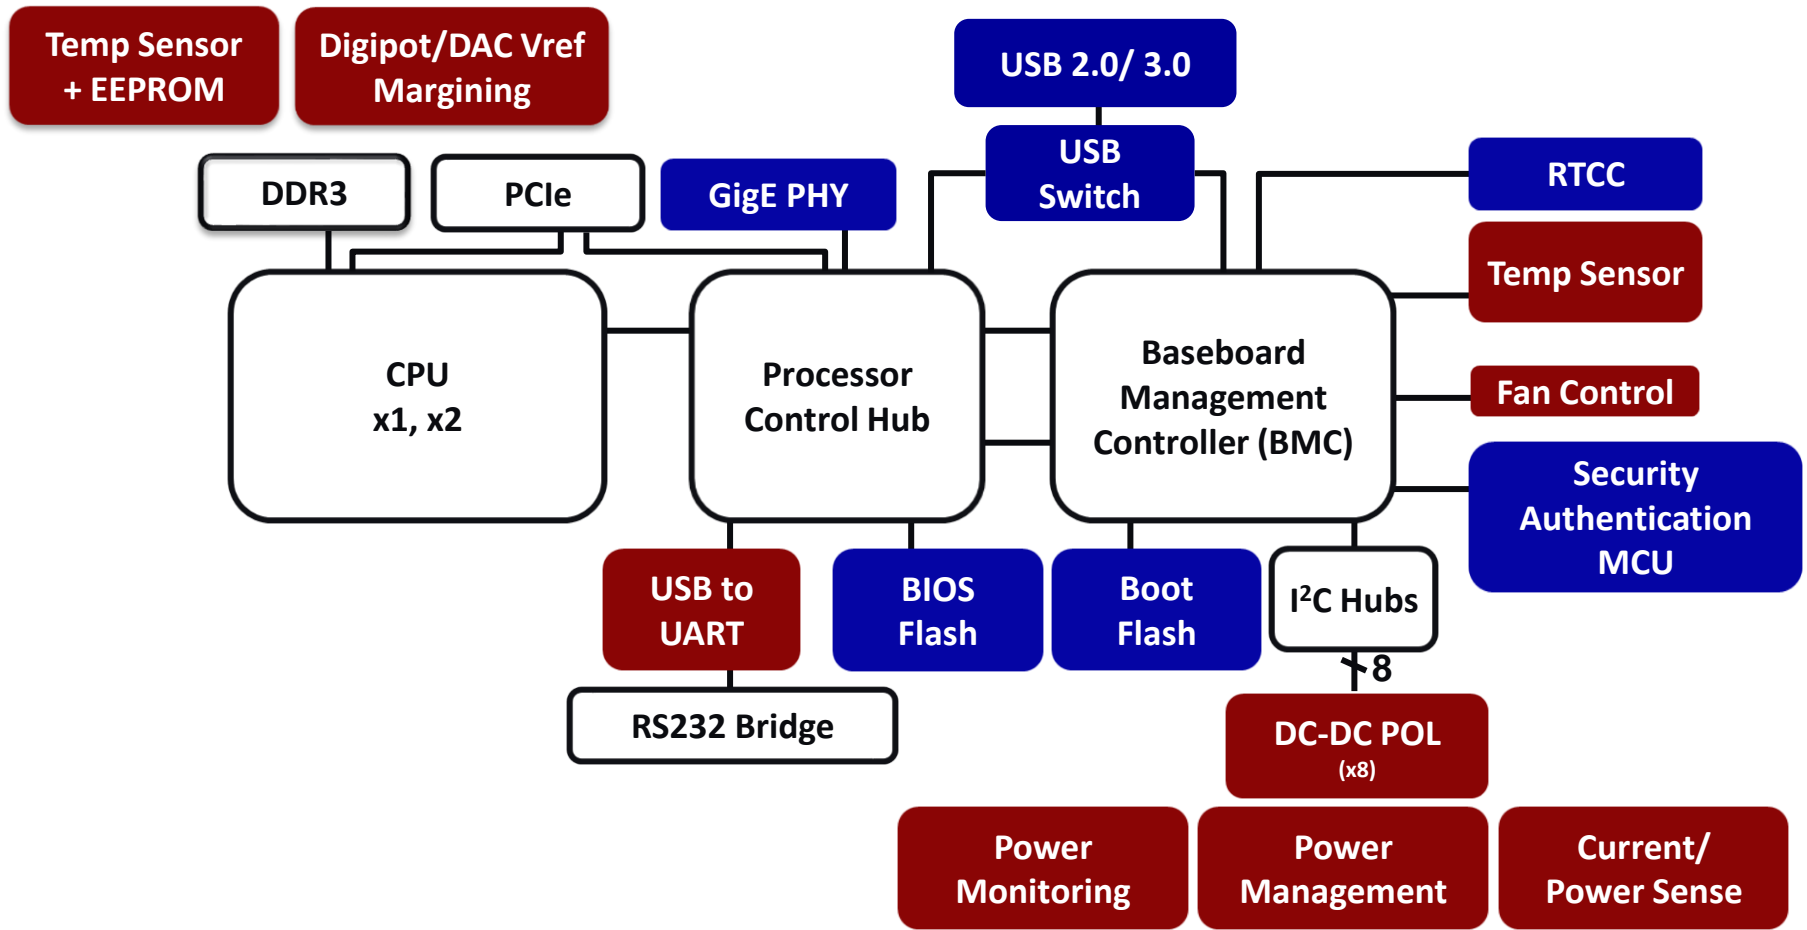 Temp Sensor
+ EEPROM
Digipot/DAC Vref
Margining
USB 2.0/ 3.0
USB
Switch
DDR3
PCIe
GigE PHY
RTCC
Temp Sensor
CPU
x1, x2
Processor
Control Hub
Baseboard
Management
Controller (BMC)
Fan Control
Security
Authentication
MCU
USB to
UART
BIOS
Flash
Boot
Flash
I²C Hubs
8
RS232 Bridge
DC-DC POL
(x8)
Power
Monitoring
Power
Management
Current/
Power Sense